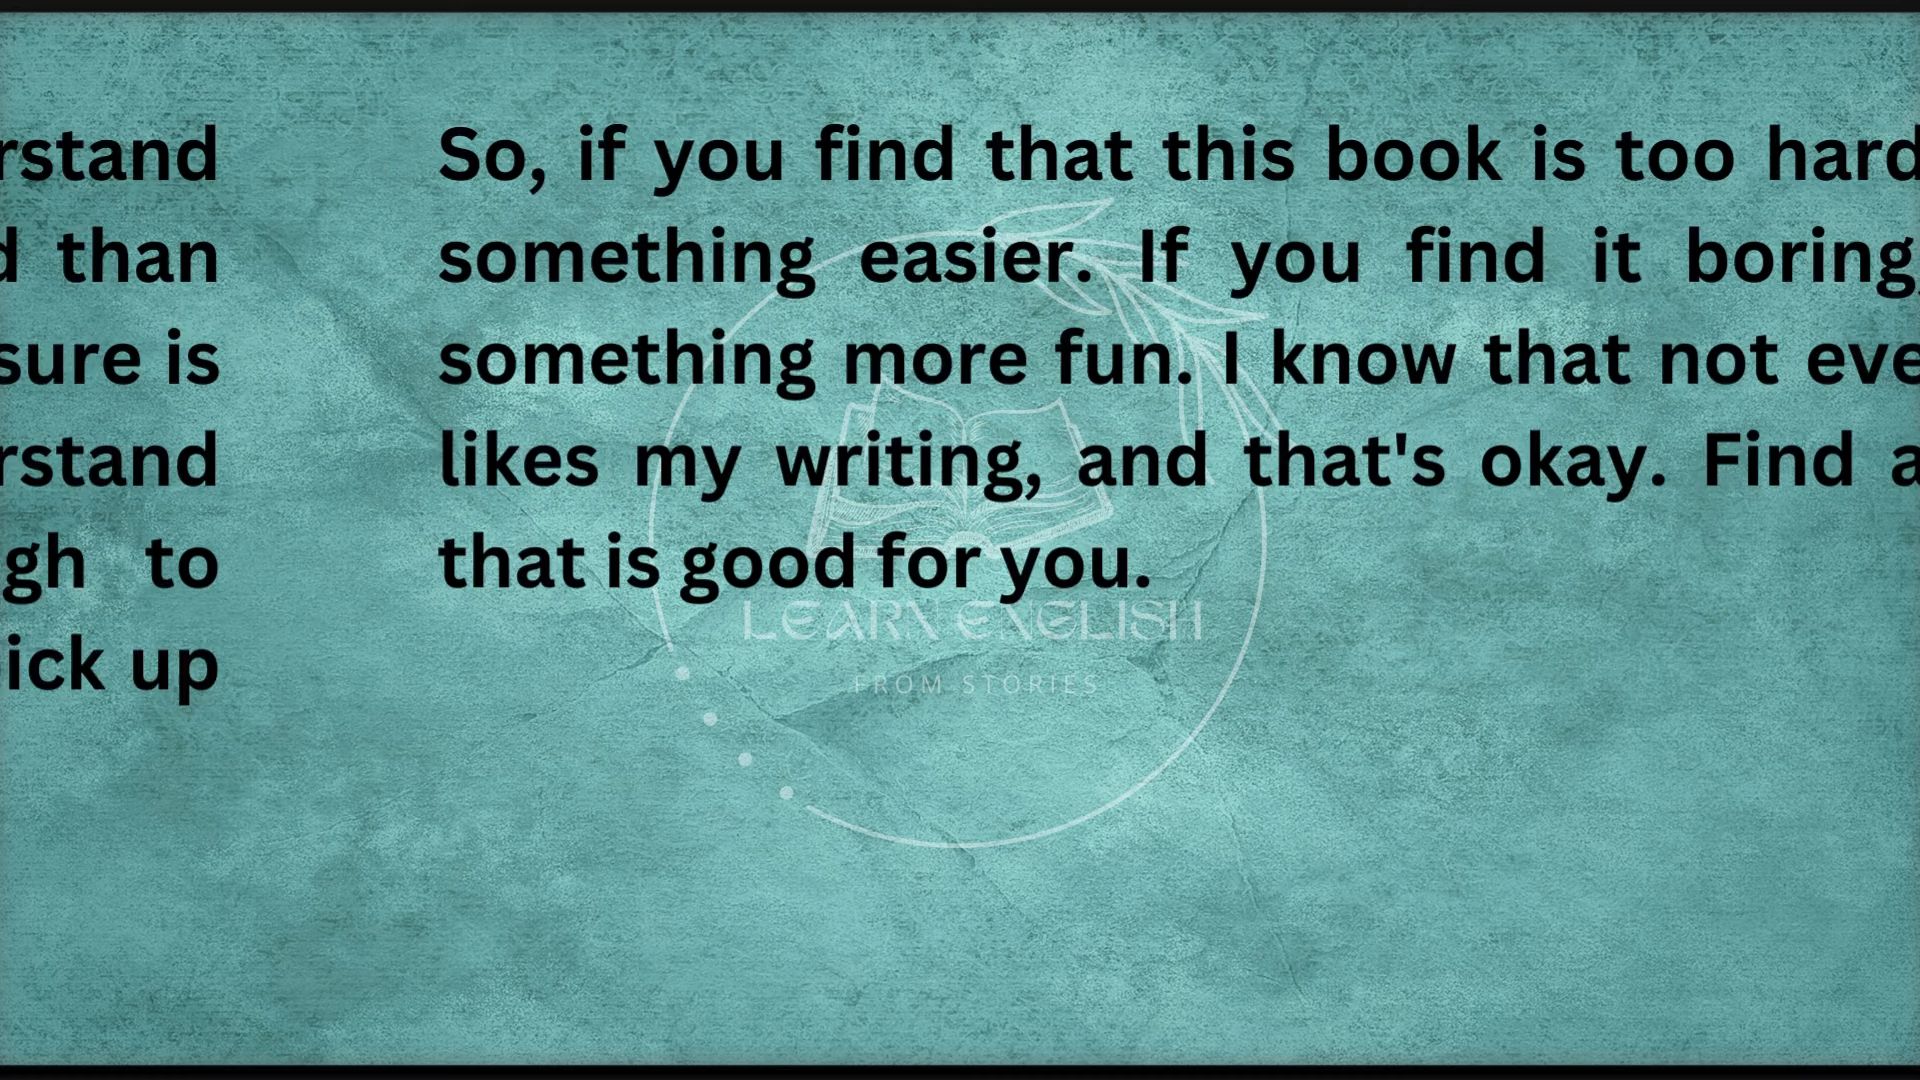 rstand
than
sure is
rstand
gh to
ick up
So, if you find that this book is too hard
something easier. If you find it boring,
something more fun. I know that not eve
likes my writing, and that's okay. Find a
that is good for you.
LEARN ENGLISH
FROM STORIES